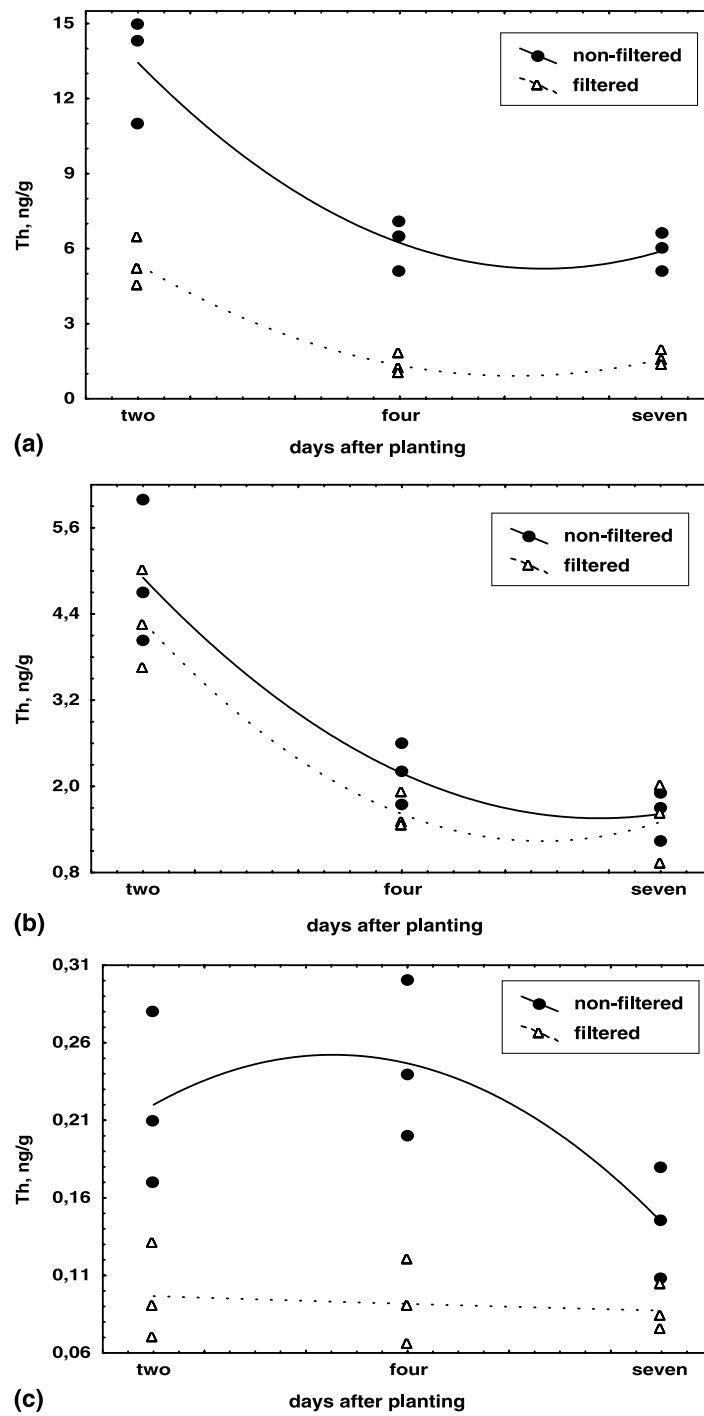 15
non-filtered
12
filtered
9
Th, ng/g
6
3
0
two four seven
(a)
days after planting
5,6
non-filtered
filtered
4,4
Th, ng/g
3,2
2,0
0,8
two four seven
(b)
days after planting
0,31
non-filtered
filtered
0,26
0,21
Th, ng/g
0,16
0,11
0,06
two four seven
(c)
days after planting